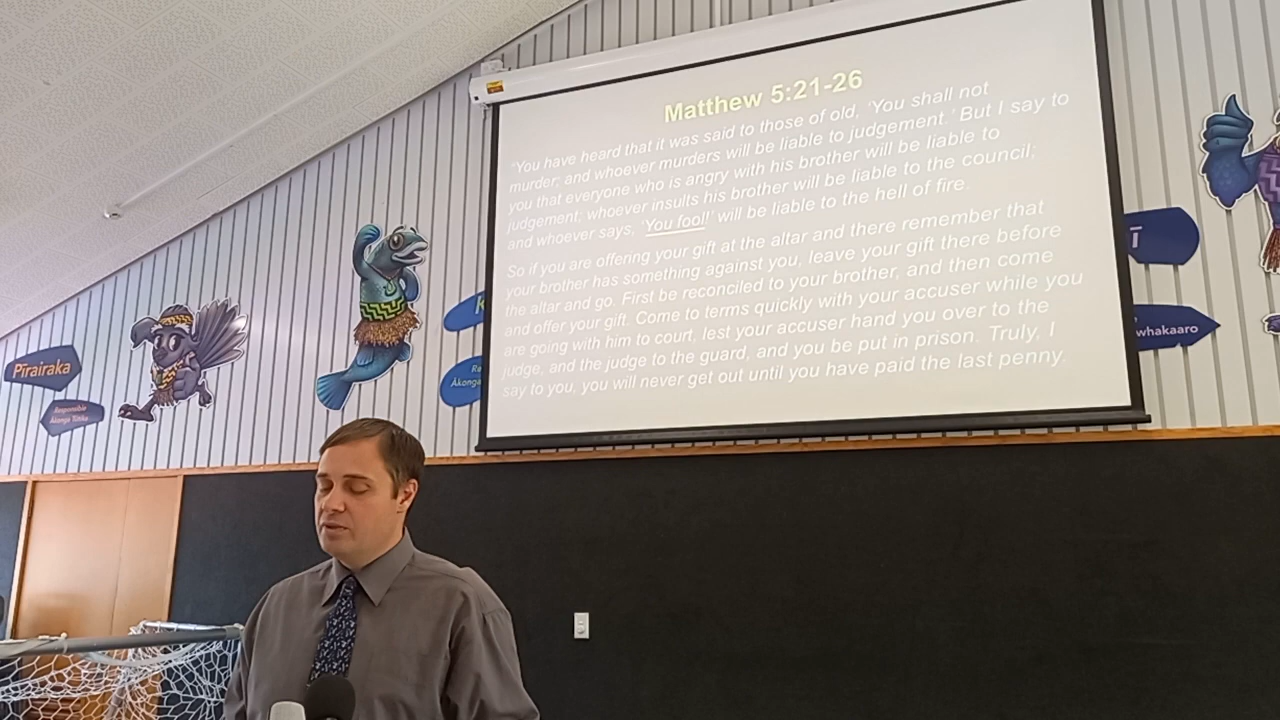 Matthew 5:21-26
'You have heard that it was said to those of old, 'You shall not
murder; and whoever murders will be liable to judgement.' But I say to
you that everyone who is angry with his brother will be liable to
judgement; whoever insults his brother will be liable to the council;
and whoever says, 'You fool!' will be liable to the hell of fire.
So if you are offering your gift at the altar and there remember that
your brother has something against you, leave your gift there before
the altar and go. First be reconciled to your brother, and then come
and offer your gift. Come to terms quickly with your accuser while you
are going with him to court, lest your accuser hand you over to the
judge, and the judge to the guard, and you be put in prison. Truly, I
say to you, you will never get out until you have paid the last penny.
Pīrairaka
Responsible
Ākonga Tōtika
K
Ākonga
Ī
whakaaro